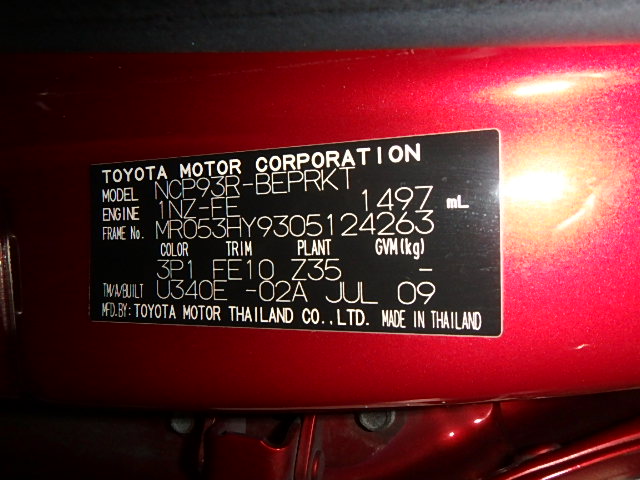 TOYOTA MOTOR CORPORATION
MODEL NCP93R-BEPRKT
ENGINE 1NZ-FE 1497 mL
FRAME No. MR053HY9305124263
COLOR TRIM PLANT GVM(kg)
3P1 FE10 Z35 -
TM/A/BUILT U340E -02A JUL 09
MFD.BY: TOYOTA MOTOR THAILAND CO.,LTD. MADE IN THAILAND